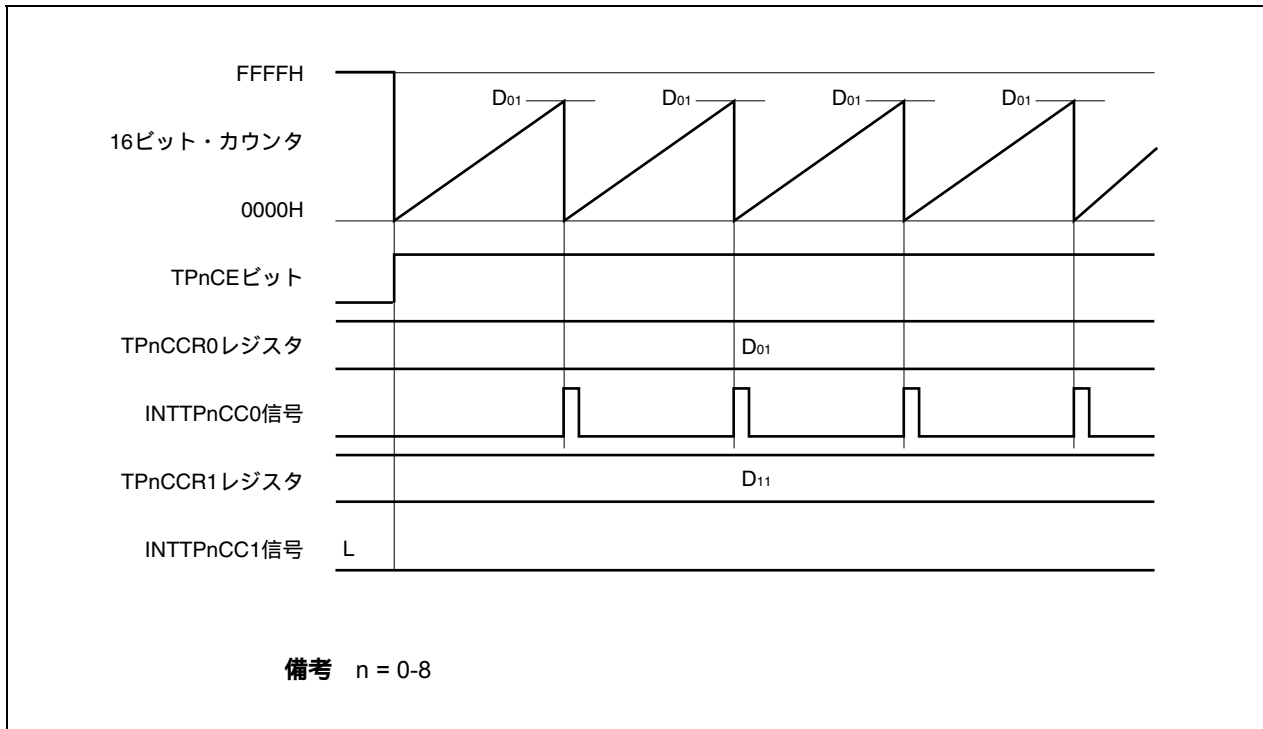 FFFFH
D01 D01 D01 D01
16ビット・カウンタ
0000H
TPnCEビット
TPnCCR0レジスタ D01
INTTPnCC0信号
TPnCCR1レジスタ D11
INTTPnCC1信号 L
備考 n = 0-8